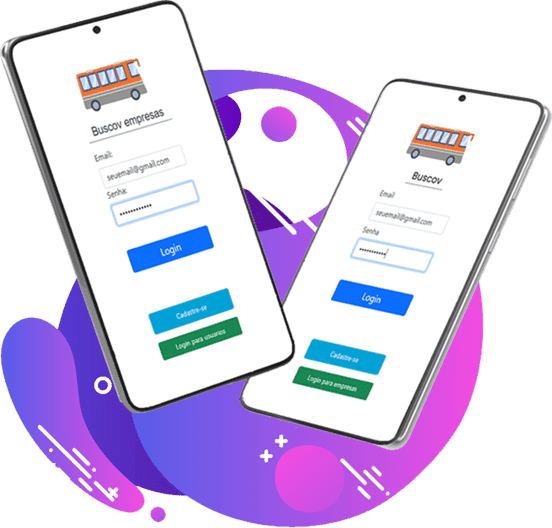 Buscov empresas
Email:
seuemail@gmail.com
Senha:
••••••••••••
Login
Cadastre-se
Login para usuarios
Buscov
Email
seuemail@gmail.com
Senha
•••••••••••
Login
Cadastre-se
Login para empresas